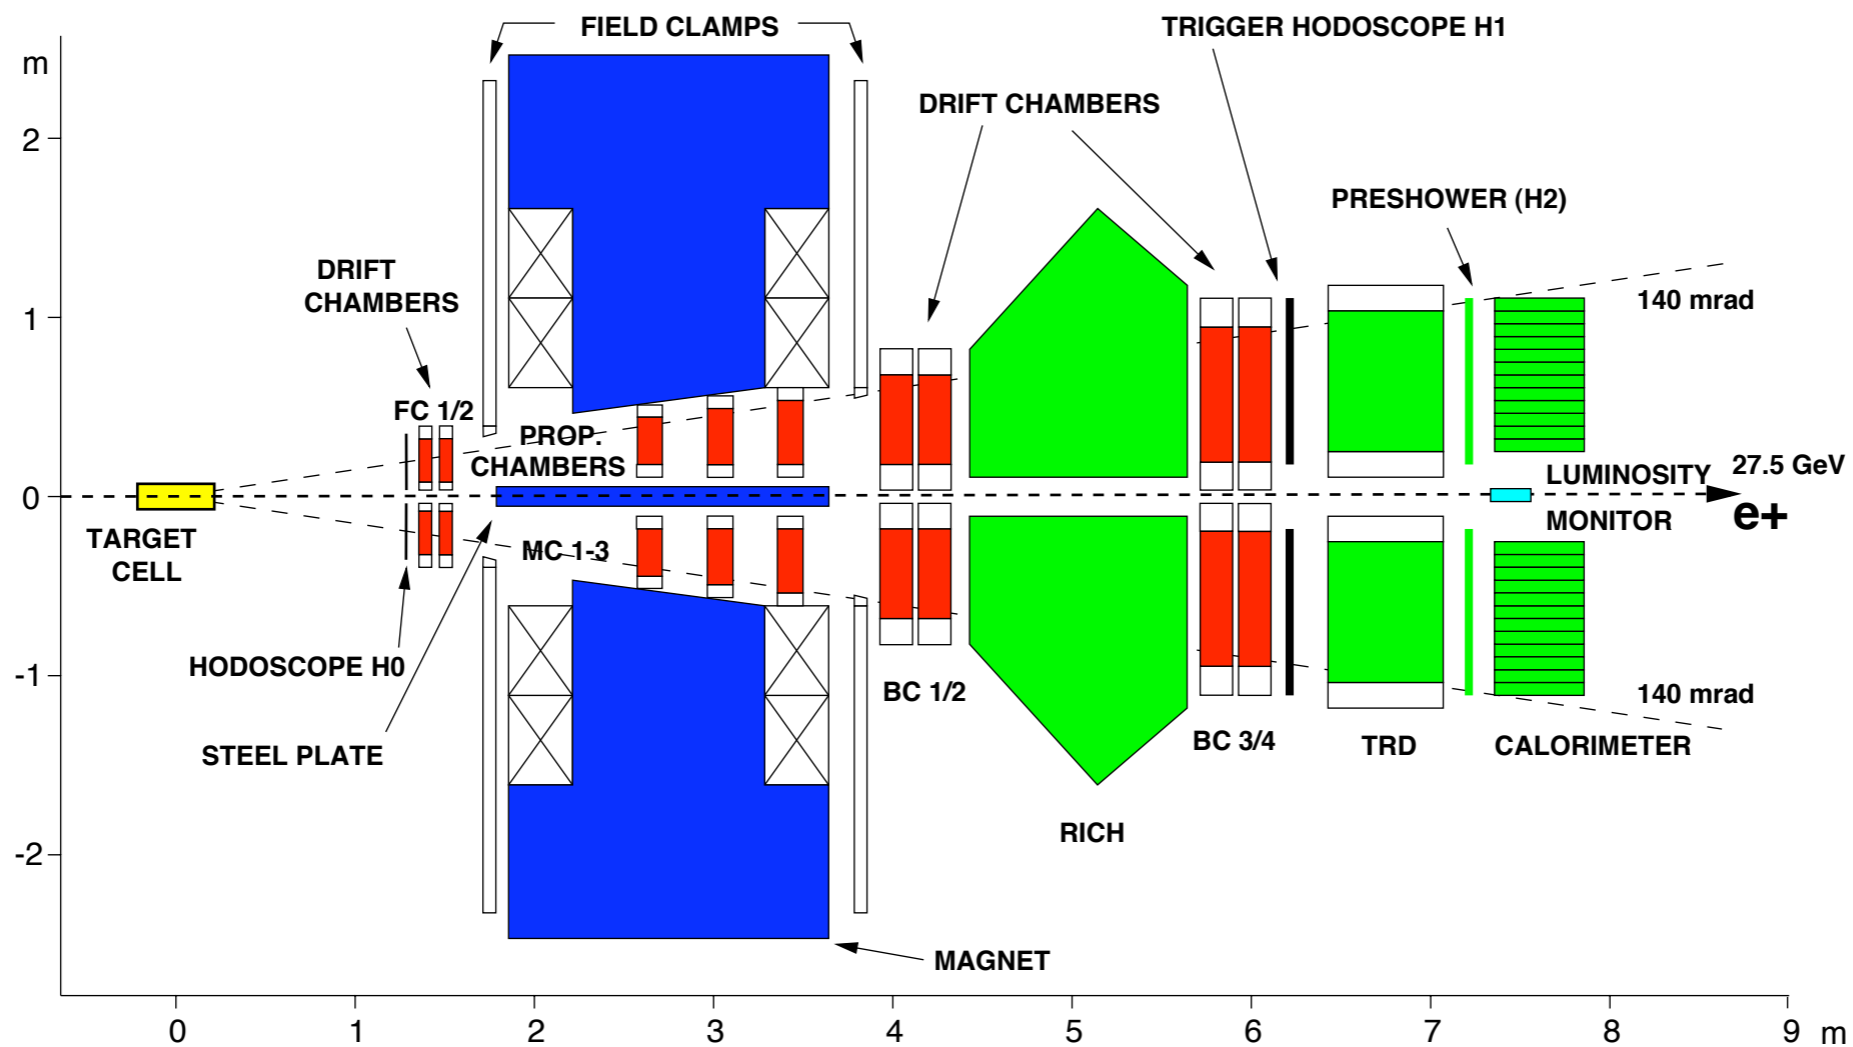 FIELD CLAMPS
TRIGGER HODOSCOPE H1
m
DRIFT CHAMBERS
2
PRESHOWER (H2)
DRIFT
CHAMBERS
140 mrad
1
FC 1/2
PROP.
CHAMBERS
27.5 GeV
LUMINOSITY
0
e+
MONITOR
TARGET
CELL
MC 1-3
HODOSCOPE H0
-1
BC 1/2
140 mrad
BC 3/4
TRD
CALORIMETER
STEEL PLATE
RICH
-2
MAGNET
0 1 2 3 4 5 6 7 8 9 m